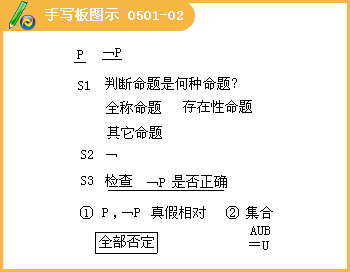 手写板图示 0501-02
P ¬P
S1 判断命题是何种命题?
全称命题 存在性命题
其它命题
S2 ¬
S3 检查 ¬P 是否正确
① P,¬P 真假相对 ② 集合
全部否定 AUB
=U